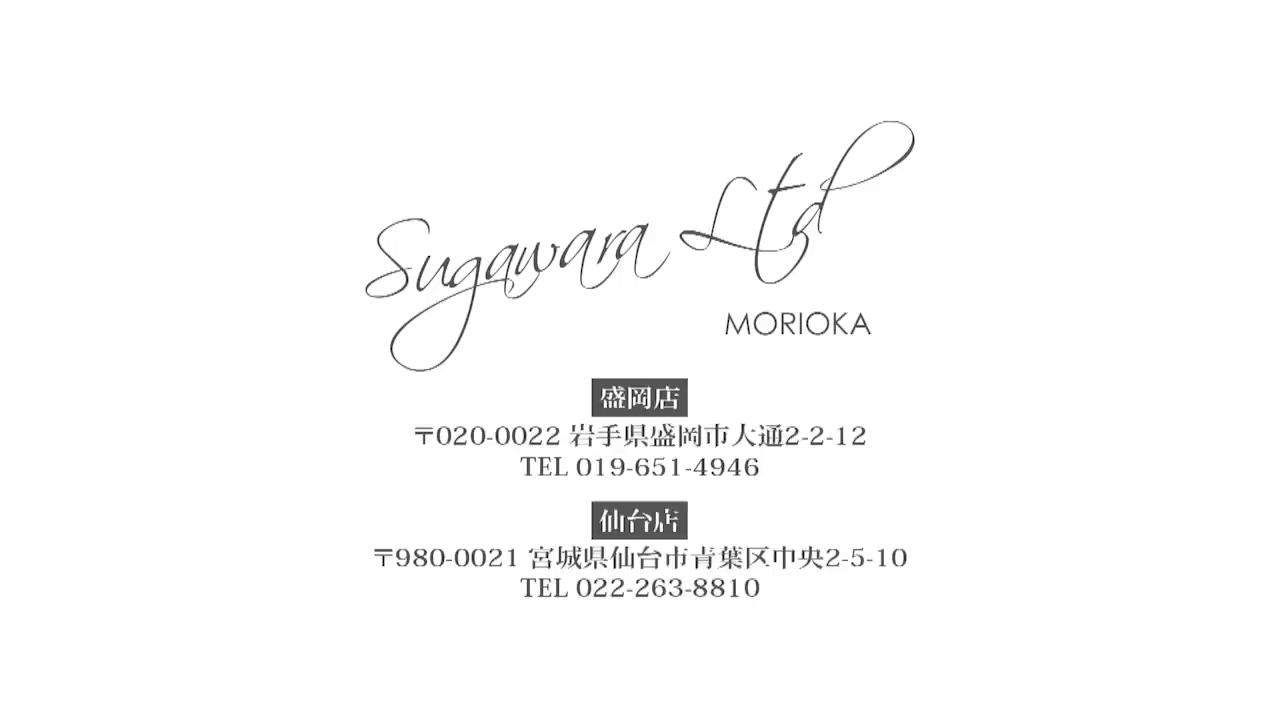 Sugawara Ltd
MORIOKA
盛岡店
〒020-0022 岩手県盛岡市大通2-2-12
TEL 019-651-4946
仙台店
〒980-0021 宮城県仙台市青葉区中央2-5-10
TEL 022-263-8810